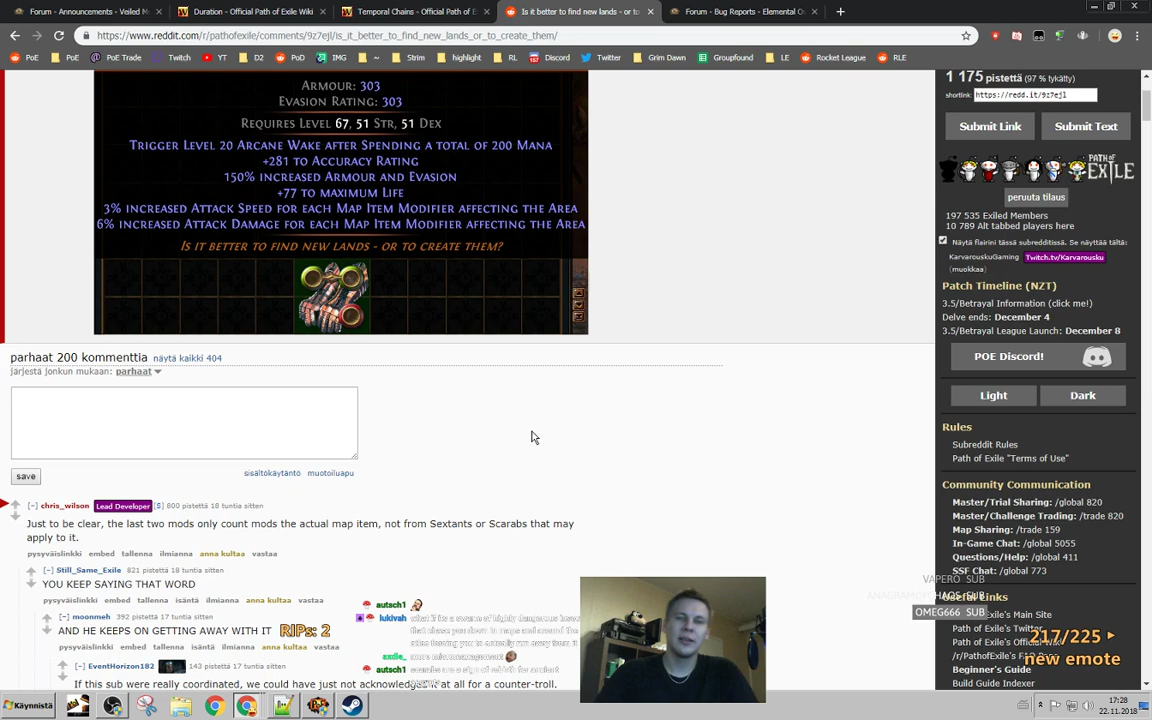 Forum - Announcements - Veiled M
Duration - Official Path of Exile Wiki
Temporal Chains - Official Path of E
Is it better to find new lands - or to
Forum - Bug Reports - Elemental O
https://www.reddit.com/r/pathofexile/comments/9z7ejl/is_it_better_to_find_new_lands_or_to_create_them/
PoE
PoE
PoE Trade
Twitch
YT
D2
PoD
IMG
~
Strim
highlight
RL
Discord
Twitter
Grim Dawn
Groupfound
LE
Rocket League
RLE
Armour: 303
Evasion Rating: 303
Requires Level 67, 51 Str, 51 Dex
Trigger Level 20 Arcane Wake after Spending a total of 200 Mana
+281 to Accuracy Rating
150% increased Armour and Evasion
+77 to maximum Life
3% increased Attack Speed for each Map Item Modifier affecting the Area
6% increased Attack Damage for each Map Item Modifier affecting the Area
Is it better to find new lands - or to create them?
parhaat 200 kommenttia näytä kaikki 404
järjestä jonkun mukaan: parhaat
save
sisältökäytäntö muotoiluapu
[-] chris_wilson Lead Developer [S] 800 pistettä 18 tuntia sitten
Just to be clear, the last two mods only count mods the actual map item, not from Sextants or Scarabs that may
apply to it.
pysyväislinkki embed tallenna ilmianna anna kultaa vastaa
[-] Still_Same_Exile 821 pistettä 18 tuntia sitten
YOU KEEP SAYING THAT WORD
pysyväislinkki embed tallenna isäntä ilmianna anna kultaa vastaa
[-] moonmeh 392 pistettä 17 tuntia sitten
AND HE KEEPS ON GETTING AWAY WITH IT
RIPs: 2
pysyväislinkki embed tallenna isäntä ilmianna anna kultaa vastaa
[-] EventHorizon182 143 pistettä 17 tuntia sitten
If this sub were really coordinated, we could have just not acknowledged it at all for a counter-troll.
autsch1
lukivah
axdle_
autsch1
1 175 pistettä (97 % tykätty)
shortlink: https://redd.it/9z7ejl
Submit Link
Submit Text
PATH OF
EXILE
peruuta tilaus
197 535 Exiled Members
10 789 Alt tabbed players here
Näytä flairini tässä subredditissä. Se näyttää tältä:
KarvarouskuGaming Twitch.tv/Karvarousku
(muokkaa)
Patch Timeline (NZT)
3.5/Betrayal Information (click me!)
Delve ends: December 4
3.5/Betrayal League Launch: December 8
POE Discord!
Light
Dark
Rules
Subreddit Rules
Path of Exile "Terms of Use"
Community Communication
Master/Trial Sharing: /global 820
Master/Challenge Trading: /trade 820
Map Sharing: /trade 159
In-Game Chat: /global 5055
Questions/Help: /global 411
SSF Chat: /global 773
VAPERO SUB
OMEG666 SUB
Path of Exile's Main Site
Path of Exile's Twitter
Beginner's Guide
Build Guide Indexer
217/225
new emote
Käynnistä
17:28
22.11.2018